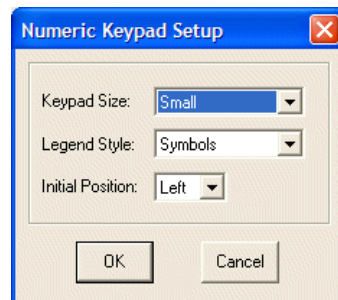 Numeric Keypad Setup
Keypad Size: Small
Legend Style: Symbols
Initial Position: Left
OK Cancel